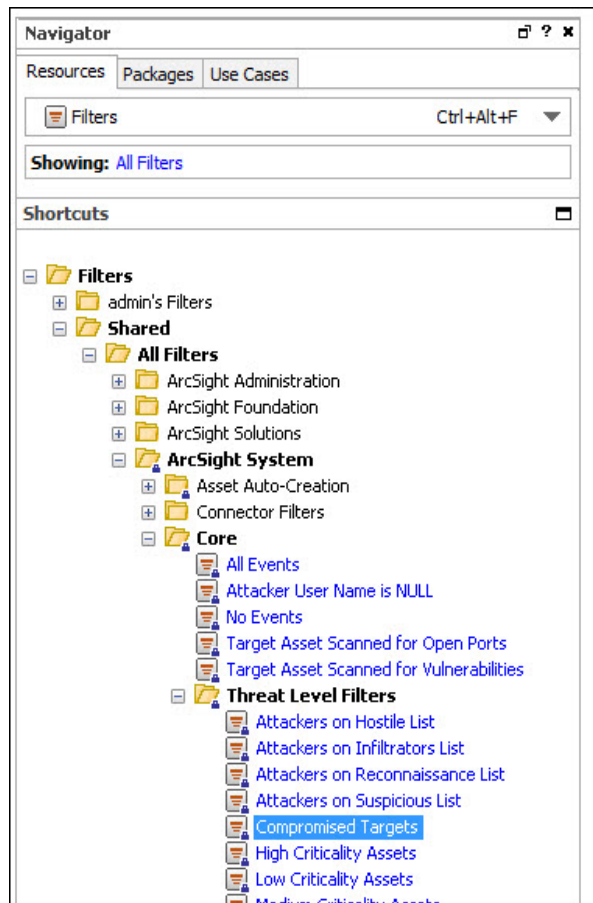 Navigator ? x
Resources Packages Use Cases
Filters Ctrl+Alt+F
Showing: All Filters
Shortcuts
Filters
admin's Filters
Shared
All Filters
ArcSight Administration
ArcSight Foundation
ArcSight Solutions
ArcSight System
Asset Auto-Creation
Connector Filters
Core
All Events
Attacker User Name is NULL
No Events
Target Asset Scanned for Open Ports
Target Asset Scanned for Vulnerabilities
Threat Level Filters
Attackers on Hostile List
Attackers on Infiltrators List
Attackers on Reconnaissance List
Attackers on Suspicious List
Compromised Targets
High Criticality Assets
Low Criticality Assets
Medium Criticality Assets